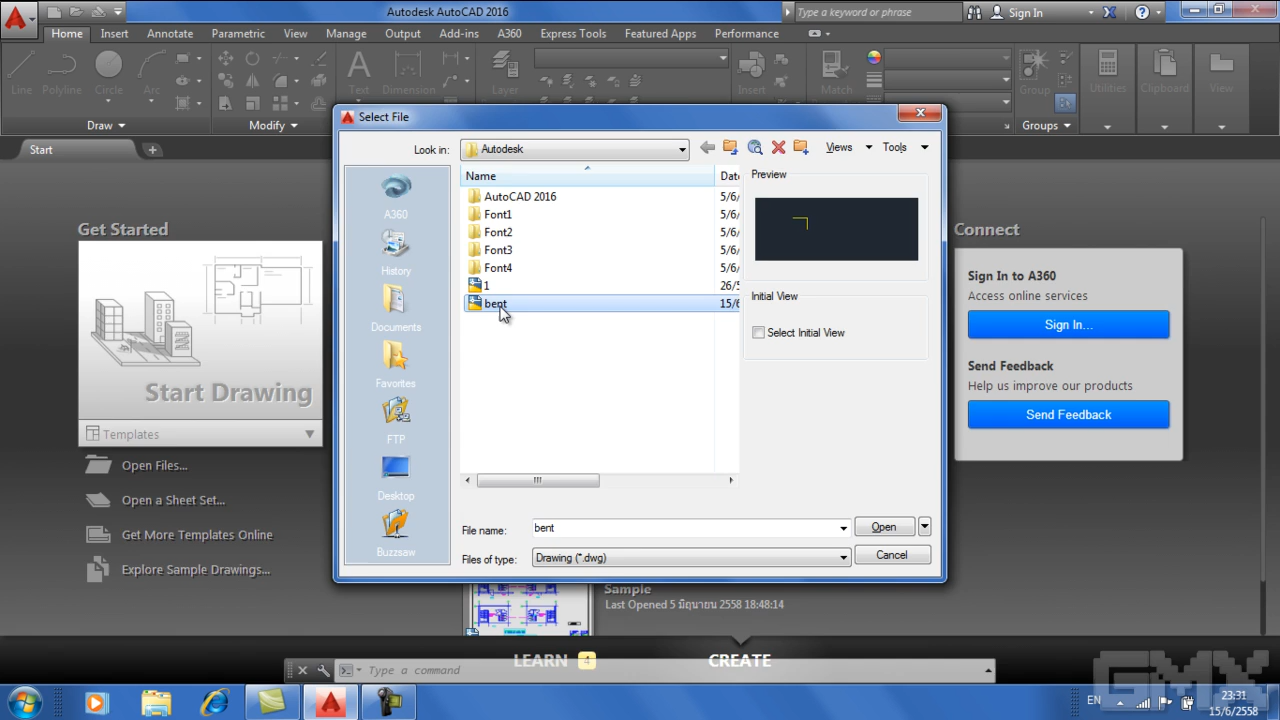 Autodesk AutoCAD 2016
Type a keyword or phrase
Sign In
Home
Insert
Annotate
Parametric
View
Manage
Output
Add-ins
A360
Express Tools
Featured Apps
Performance
Line
Polyline
Circle
Arc
Text
Dimension
Layer
Insert
Match
Group
Utilities
Clipboard
View
Draw
Modify
Groups
Start
Select File
Look in:
Autodesk
Views
Tools
Name
Date
Preview
AutoCAD 2016
5/6/
Font1
5/6/
Font2
5/6/
Font3
5/6/
Font4
5/6/
1
26/5
bent
15/6
A360
History
Documents
Favorites
FTP
Desktop
Buzzsaw
Initial View
Select Initial View
File name:
bent
Open
Files of type:
Drawing (*.dwg)
Cancel
Get Started
Start Drawing
Templates
Open Files...
Open a Sheet Set...
Get More Templates Online
Explore Sample Drawings...
Connect
Sign In to A360
Access online services
Sign In...
Send Feedback
Help us improve our products
Send Feedback
Sample
Last Opened 5 มิถุนายน 2558 18:48:14
LEARN
4
CREATE
Type a command
GMX
EN
23:31
15/6/2558